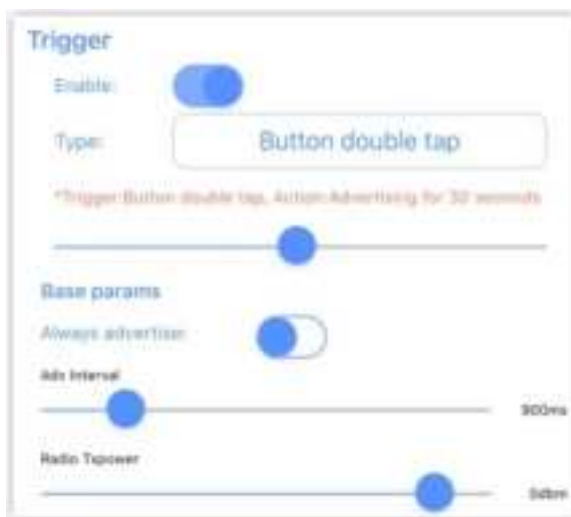 Trigger
Enable:
Type:
Button double tap
*Trigger:Button double tap, Action:Advertising for 30 seconds
Base params
Always advertise:
Adv Interval
900ms
Radio Txpower
0dbm